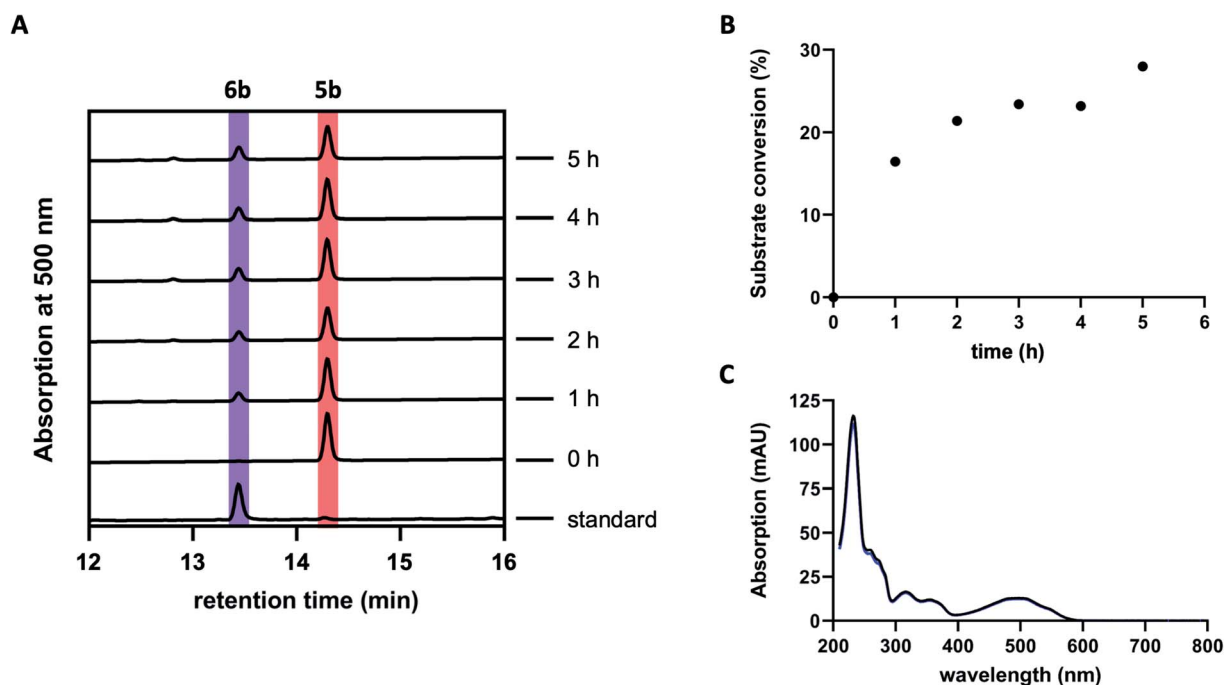 A
6b 5b
5 h
4 h
3 h
2 h
1 h
0 h
standard
Absorption at 500 nm
12 13 14 15 16
retention time (min)
B
Substrate conversion (%)
30
20
10
0
0 1 2 3 4 5 6
time (h)
C
Absorption (mAU)
125
100
75
50
25
0
200 300 400 500 600 700 800
wavelength (nm)